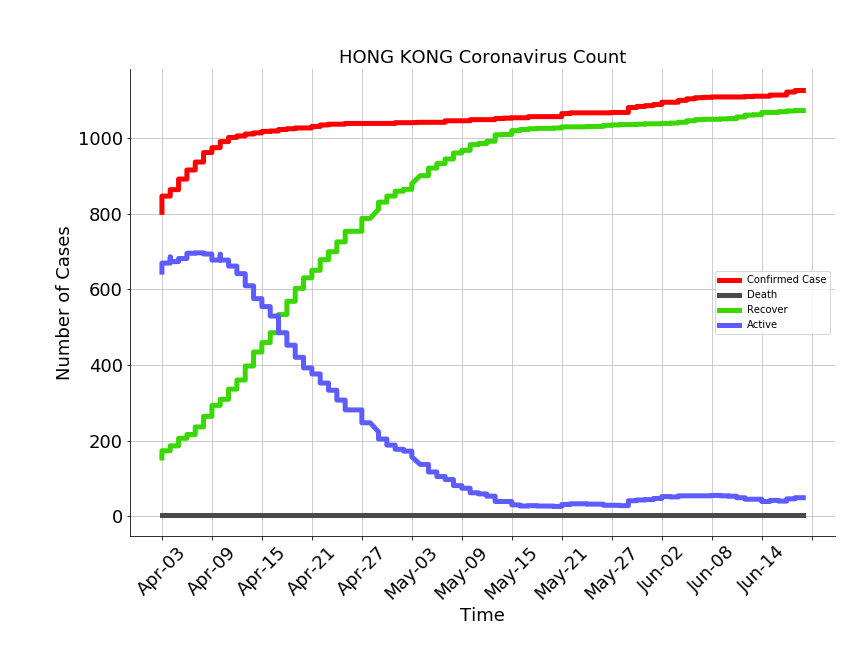 HONG KONG Coronavirus Count
Number of Cases
1000
800
600
400
200
0
Confirmed Case
Death
Recover
Active
Apr-03
Apr-09
Apr-15
Apr-21
Apr-27
May-03
May-09
May-15
May-21
May-27
Jun-02
Jun-08
Jun-14
Time